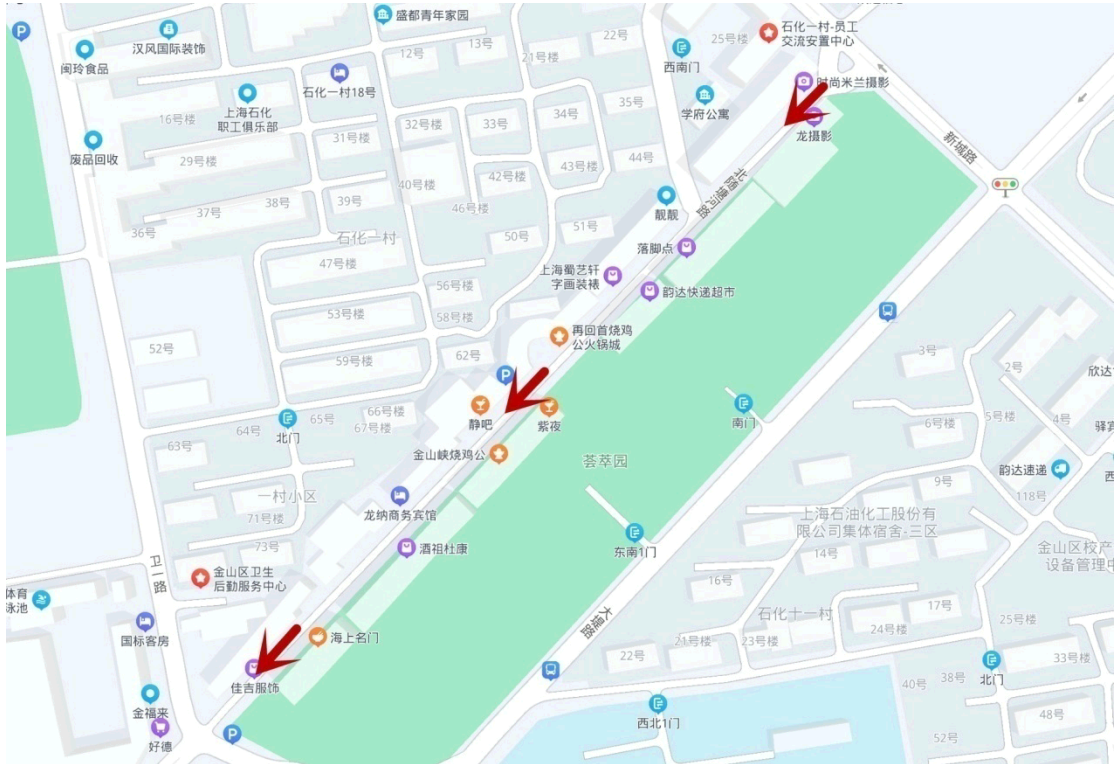 P
汉风国际装饰
闽玲食品
盛都青年家园
12号
13号
22号
21号楼
25号楼
石化一村-员工
交流安置中心
西南门
时尚米兰摄影
石化一村18号
上海石化
职工俱乐部
16号楼
学府公寓
龙摄影
35号
34号
33号
32号楼
31号楼
废品回收
29号楼
新城路
44号
43号楼
42号楼
40号楼
39号
38号
37号
36号
46号楼
北随塘河路
靓靓
51号
50号
石化一村
落脚点
47号楼
上海蜀艺轩
字画装裱
韵达快递超市
56号楼
58号楼
53号楼
再回首烧鸡
公火锅城
52号
59号楼
62号
P
3号
2号
欣达
66号楼
67号楼
65号
64号
北门
63号
静吧
紫夜
南门
5号楼
4号
6号楼
驿宾
金山峡烧鸡公
荟萃园
韵达速递
西
9号
118号
一村小区
71号楼
龙纳商务宾馆
上海石油化工股份有
限公司集体宿舍-三区
73号
酒祖杜康
东南1门
14号
金山区校产
设备管理中
卫一路
金山区卫生
后勤服务中心
16号
体育
泳池
石化十一村
17号
国标客房
大堤路
海上名门
21号楼
23号楼
24号楼
25号楼
22号
33号楼
佳吉服饰
40号
38号
北门
金福来
西北1门
48号
好德
P
52号